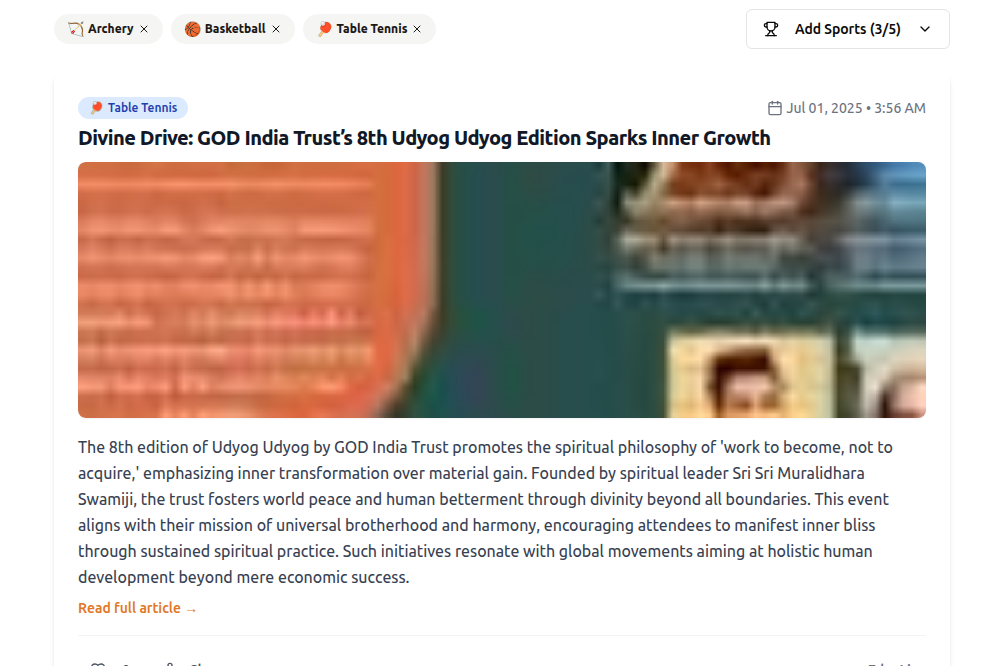 Archery ×
Basketball ×
Table Tennis ×
Add Sports (3/5)
Table Tennis
Jul 01, 2025 • 3:56 AM
Divine Drive: GOD India Trust's 8th Udyog Udyog Edition Sparks Inner Growth
The 8th edition of Udyog Udyog by GOD India Trust promotes the spiritual philosophy of 'work to become, not to
acquire,' emphasizing inner transformation over material gain. Founded by spiritual leader Sri Sri Muralidhara
Swamiji, the trust fosters world peace and human betterment through divinity beyond all boundaries. This event
aligns with their mission of universal brotherhood and harmony, encouraging attendees to manifest inner bliss
through sustained spiritual practice. Such initiatives resonate with global movements aiming at holistic human
development beyond mere economic success.
Read full article →